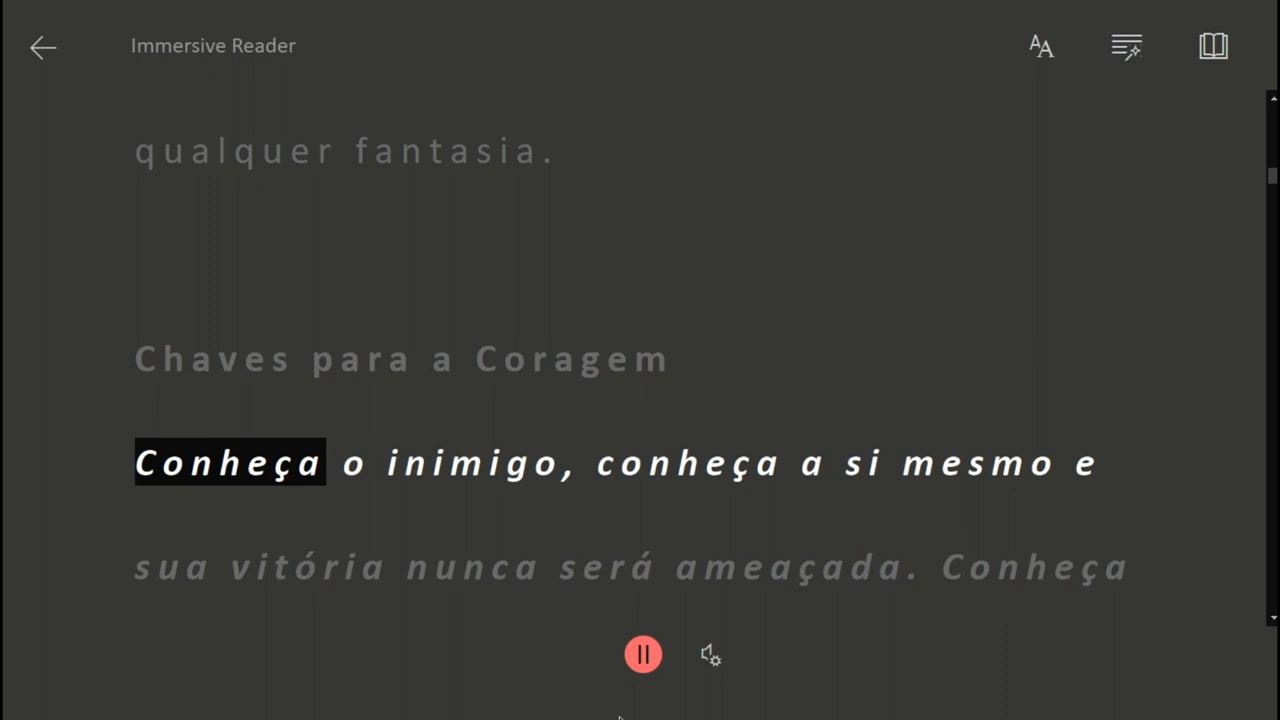 Immersive Reader
qualquer fantasia.
Chaves para a Coragem
Conheça o inimigo, conheça a si mesmo e
sua vitória nunca será ameaçada. Conheça